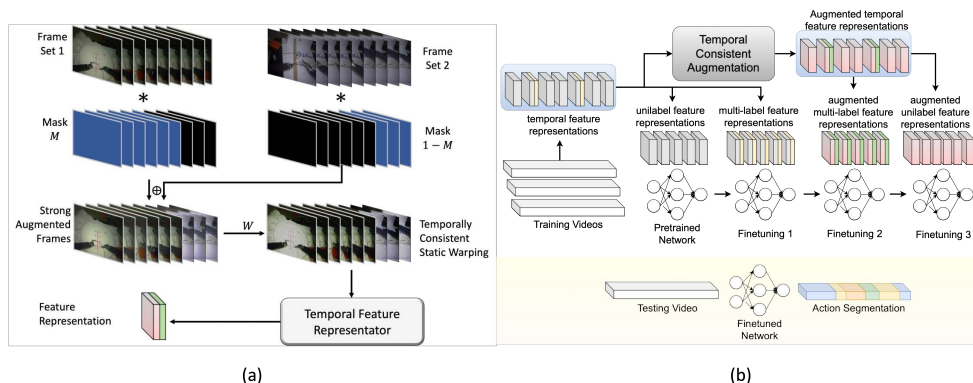 Frame
Set 1
Frame
Set 2
*
*
Mask
M
Mask
1 − M
⊕
Strong
Augmented
Frames
W
Temporally
Consistent
Static Warping
Feature
Representation
Temporal Feature
Representator
(a)
Augmented temporal
feature representations
Temporal
Consistent
Augmentation
temporal feature
representations
unilabel feature
representations
multi-label feature
representations
augmented
multi-label feature
representations
augmented
unilabel feature
representations
Training Videos
Pretrained
Network
Finetuning 1
Finetuning 2
Finetuning 3
Testing Video
Finetuned
Network
Action Segmentation
(b)